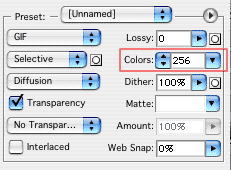 Preset: [Unnamed]
GIF Lossy: 0
Selective Colors: 256
Diffusion Dither: 100%
Transparency Matte:
No Transpar... Amount: 100%
Interlaced Web Snap: 0%